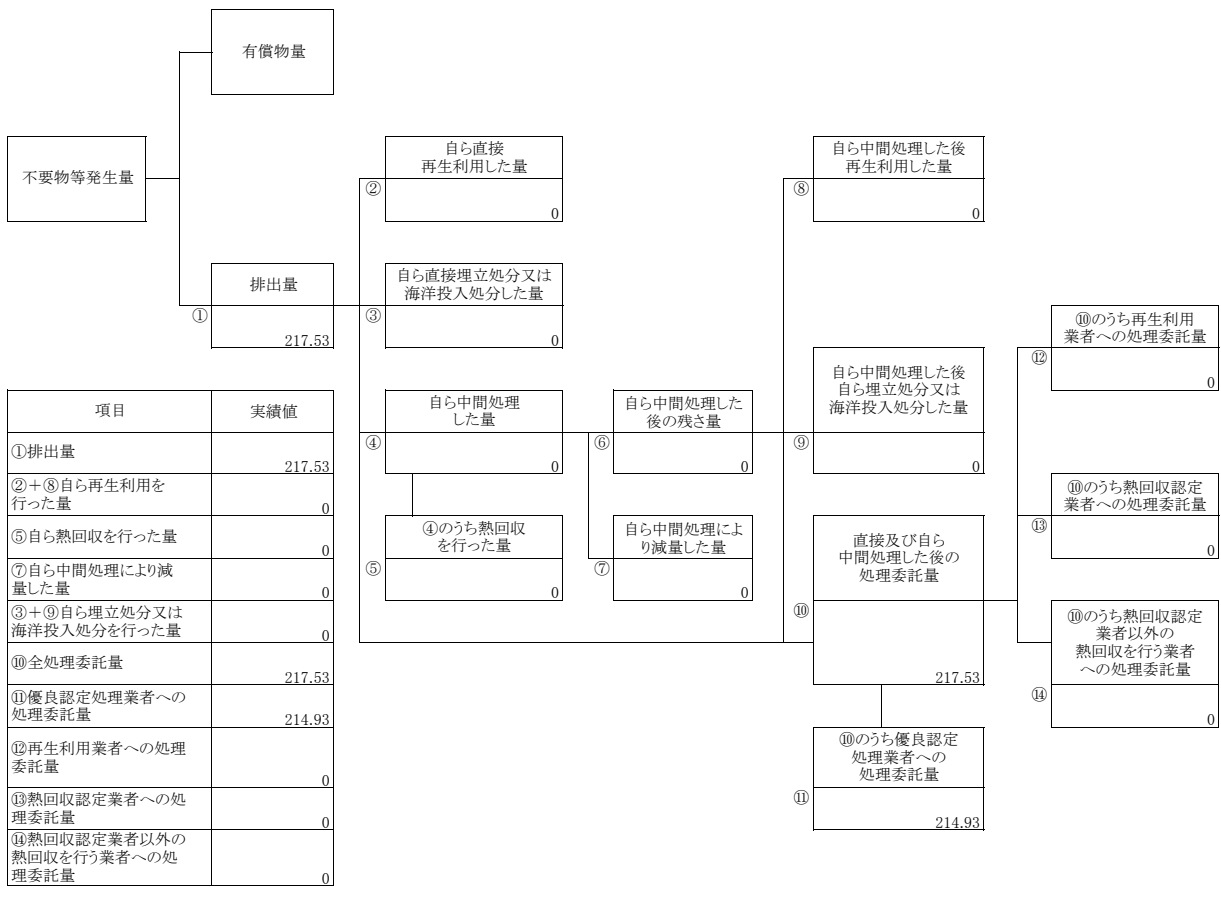 有償物量
不要物等発生量
自ら直接
再生利用した量
②
0
自ら中間処理した後
再生利用した量
⑧
0
排出量
①
217.53
自ら直接埋立処分又は
海洋投入処分した量
③
0
⑩のうち再生利用
業者への処理委託量
⑫
0
自ら中間処理
した量
④
0
自ら中間処理した
後の残さ量
⑥
0
自ら中間処理した後
自ら埋立処分又は
海洋投入処分した量
⑨
0
⑩のうち熱回収認定
業者への処理委託量
⑬
0
④のうち熱回収
を行った量
⑤
0
自ら中間処理によ
り減量した量
⑦
0
直接及び自ら
中間処理した後の
処理委託量
⑩
217.53
⑩のうち熱回収認定
業者以外の
熱回収を行う業者
への処理委託量
⑭
0
⑩のうち優良認定
処理業者への
処理委託量
⑪
214.93
項目 実績値
①排出量
217.53
②+⑧自ら再生利用を
行った量
0
⑤自ら熱回収を行った量
0
⑦自ら中間処理により減
量した量
0
③+⑨自ら埋立処分又は
海洋投入処分を行った量
0
⑩全処理委託量
217.53
⑪優良認定処理業者への
処理委託量
214.93
⑫再生利用業者への処理
委託量
0
⑬熱回収認定業者への処
理委託量
0
⑭熱回収認定業者以外の
熱回収を行う業者への処
理委託量
0